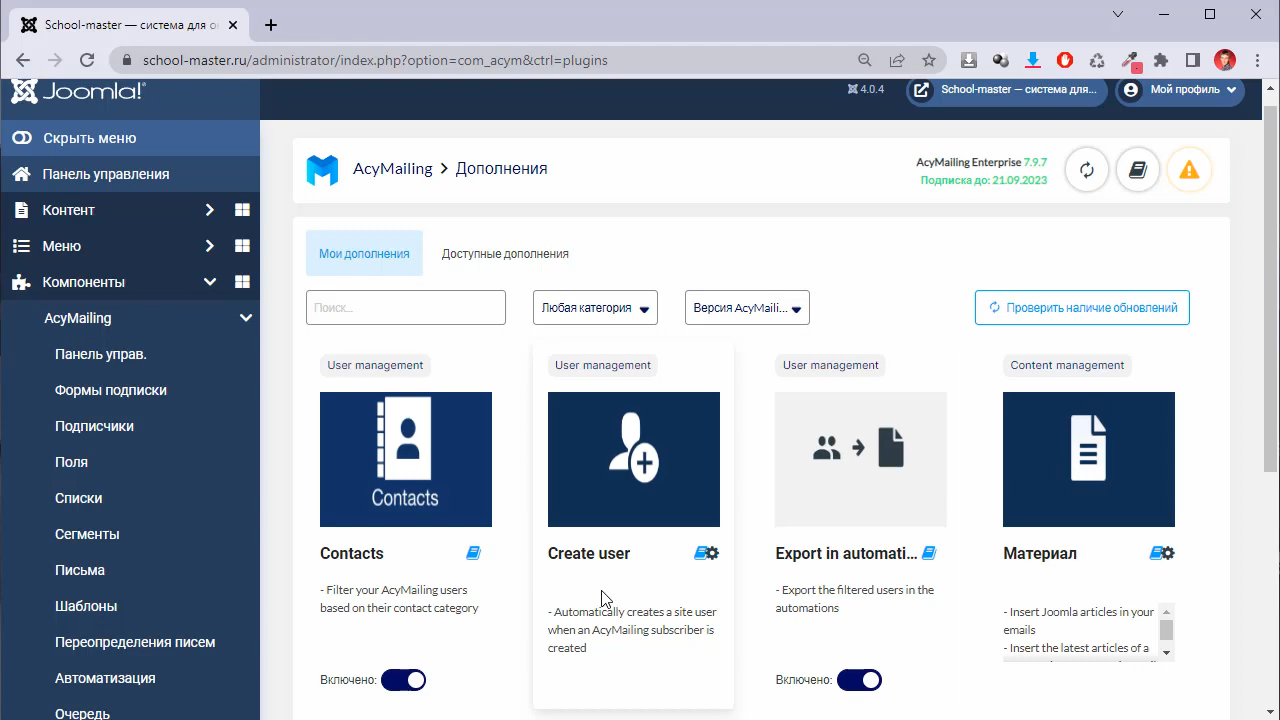 School-master — система для о
school-master.ru/administrator/index.php?option=com_acym&ctrl=plugins
Joomla!
4.0.4
School-master — система для...
Мой профиль
Скрыть меню
Панель управления
Контент
Меню
Компоненты
AcyMailing
Панель управ.
Формы подписки
Подписчики
Поля
Списки
Сегменты
Письма
Шаблоны
Переопределения писем
Автоматизация
Очередь
AcyMailing > Дополнения
AcyMailing Enterprise 7.9.7
Подписка до: 21.09.2023
Мои дополнения
Доступные дополнения
Поиск...
Любая категория
Версия AcyMaili...
Проверить наличие обновлений
User management
Contacts
Contacts
- Filter your AcyMailing users
based on their contact category
Включено:
User management
Create user
- Automatically creates a site user
when an AcyMailing subscriber is
created
User management
Export in automati...
- Export the filtered users in the
automations
Включено:
Content management
Материал
- Insert Joomla articles in your
emails
- Insert the latest articles of a